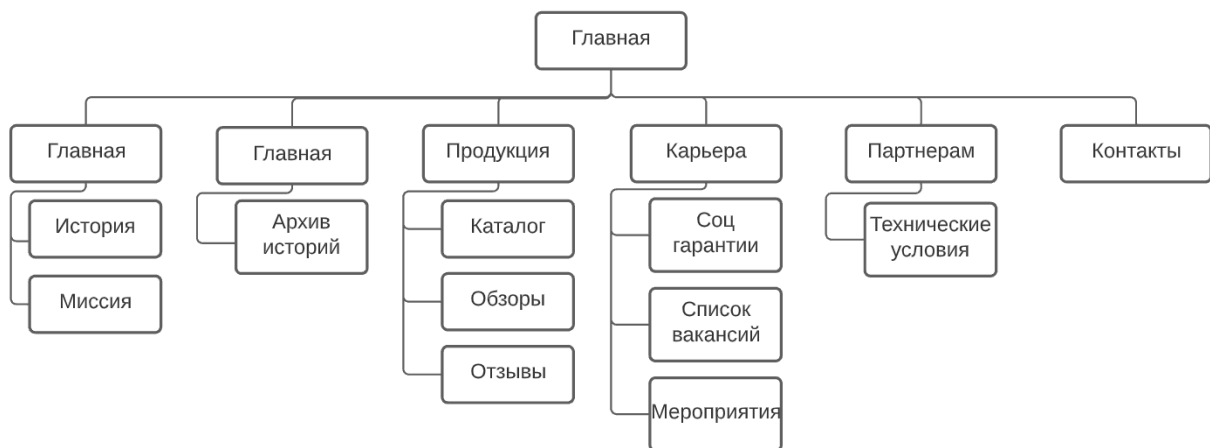 Главная
Главная
Главная
Продукция
Карьера
Партнерам
Контакты
История
Миссия
Архив
историй
Каталог
Обзоры
Отзывы
Соц
гарантии
Список
вакансий
Мероприятия
Технические
условия